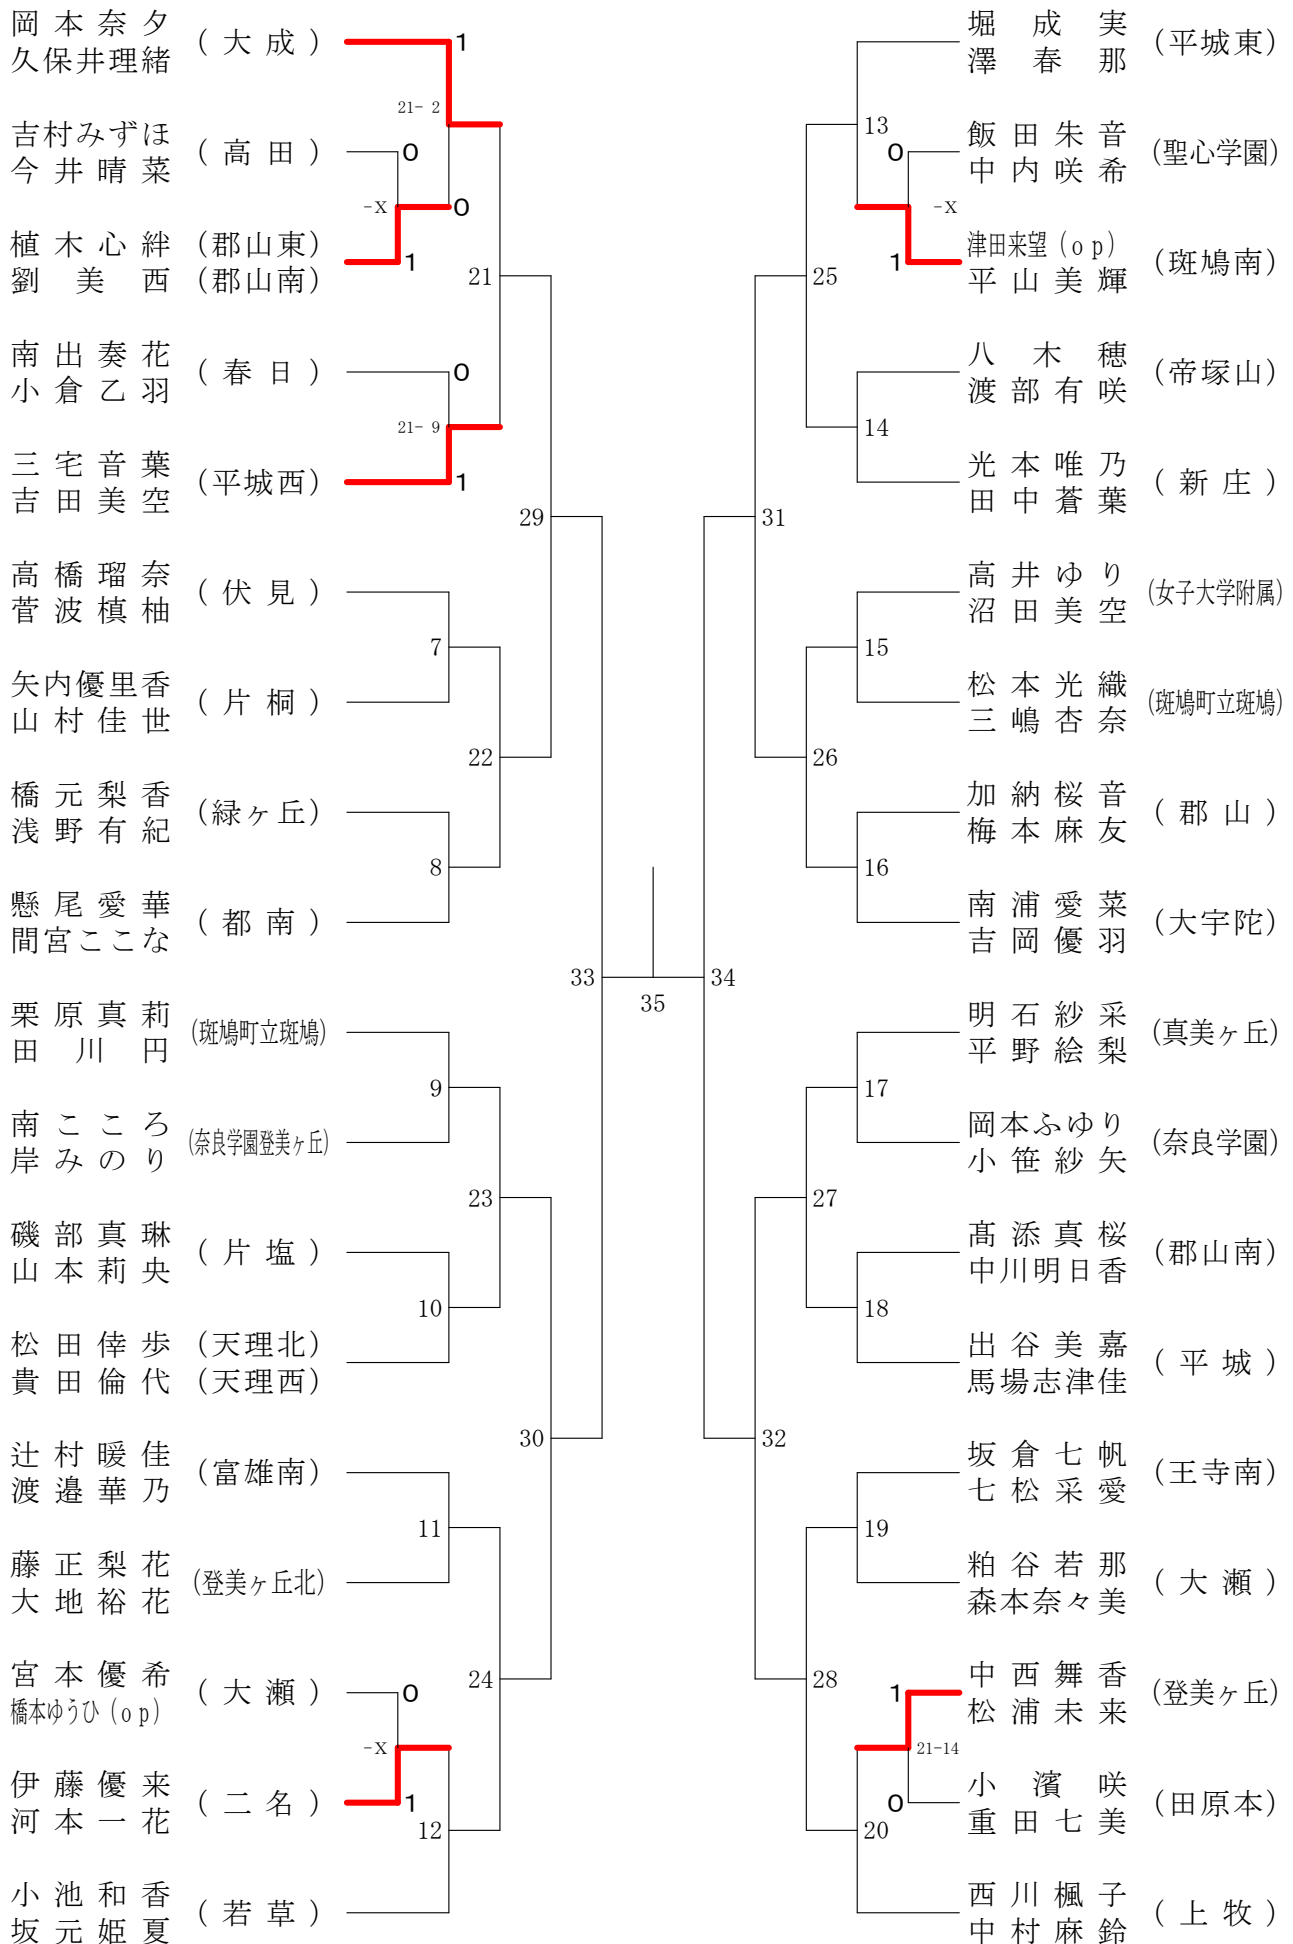 岡本奈夕
久保井理緒
(大成)
1
21- 2
吉村みずほ
今井晴菜
(高田)
0
-X
0
植木心絆 (郡山東)
劉美西 (郡山南)
1
21
南出奏花
小倉乙羽
(春日)
0
21- 9
三宅音葉
吉田美空
(平城西)
1
29
高橋瑠奈
菅波槙柚
(伏見)
7
矢内優里香
山村佳世
(片桐)
22
橋元梨香
浅野有紀
(緑ヶ丘)
8
懸尾愛華
間宮ここな
(都南)
33
栗原真莉
田川円
(斑鳩町立斑鳩)
9
南こころ
岸みのり
(奈良学園登美ヶ丘)
23
磯部真琳
山本莉央
(片塩)
10
松田倖歩 (天理北)
貴田倫代 (天理西)
30
辻村暖佳
渡邉華乃
(富雄南)
11
藤正梨花
大地裕花
(登美ヶ丘北)
24
宮本優希
橋本ゆうひ(op)
(大瀬)
0
-X
伊藤優来
河本一花
(二名)
1
12
小池和香
坂元姫夏
(若草)
35
堀成実
澤春那
(平城東)
13
飯田朱音
中内咲希
(聖心学園)
0
-X
津田来望(op)
平山美輝
(斑鳩南)
1
25
八木穂
渡部有咲
(帝塚山)
14
光本唯乃
田中蒼葉
(新庄)
31
高井ゆり
沼田美空
(女子大学附属)
15
松本光織
三嶋杏奈
(斑鳩町立斑鳩)
26
加納桜音
梅本麻友
(郡山)
16
南浦愛菜
吉岡優羽
(大宇陀)
34
明石紗采
平野絵梨
(真美ヶ丘)
17
岡本ふゆり
小笹紗矢
(奈良学園)
27
髙添真桜
中川明日香
(郡山南)
18
出谷美嘉
馬場志津佳
(平城)
32
坂倉七帆
七松采愛
(王寺南)
19
粕谷若那
森本奈々美
(大瀬)
28
中西舞香
松浦未来
(登美ヶ丘)
1
21-14
小濱咲
重田七美
(田原本)
0
20
西川楓子
中村麻鈴
(上牧)